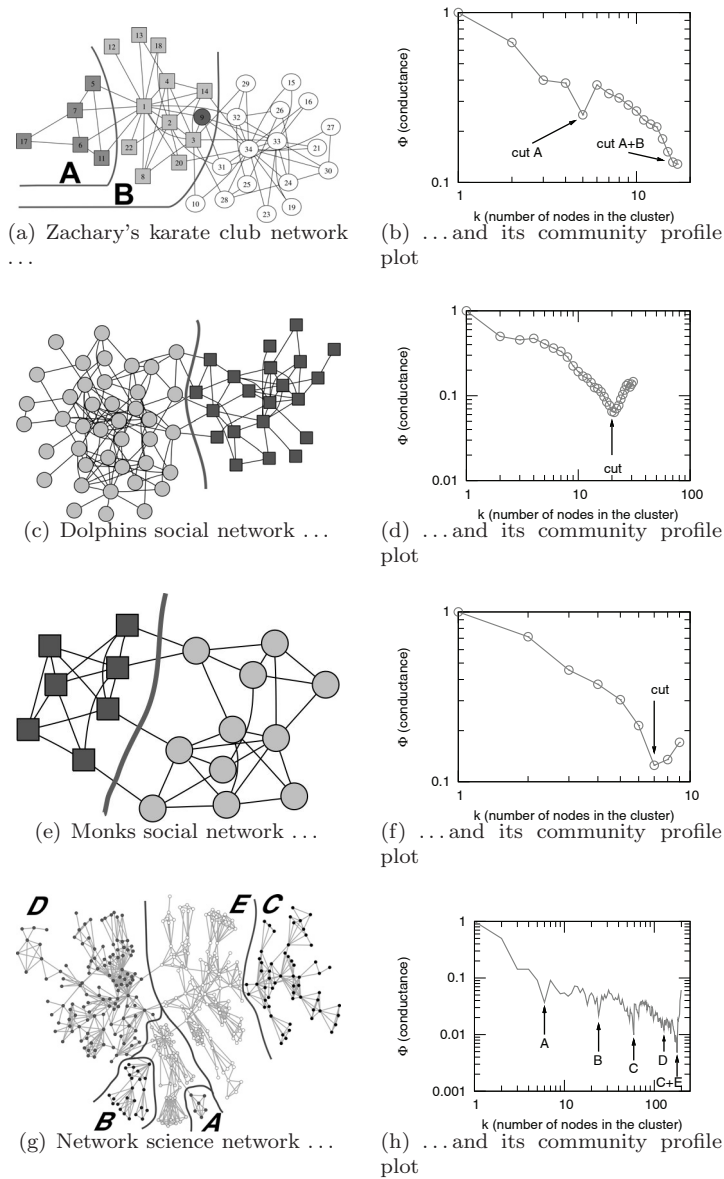 13
12
18
5
4
14
29
15
7
1
2
9
32
26
16
17
6
11
22
3
34
33
27
21
8
20
31
30
10
28
25
24
23
19
A
B
Φ (conductance)
1
0.1
1
10
cut A
cut A+B
k (number of nodes in the cluster)
(a) Zachary's karate club network
...
(b) ...and its community profile
plot
Φ (conductance)
1
0.1
0.01
1
10
100
cut
k (number of nodes in the cluster)
(c) Dolphins social network ...
(d) ...and its community profile
plot
Φ (conductance)
1
0.1
1
10
cut
k (number of nodes in the cluster)
(e) Monks social network ...
(f) ...and its community profile
plot
D
E
C
B
A
Φ (conductance)
1
0.1
0.01
0.001
1
10
100
A
B
C
D
C+E
k (number of nodes in the cluster)
(g) Network science network ...
(h) ...and its community profile
plot